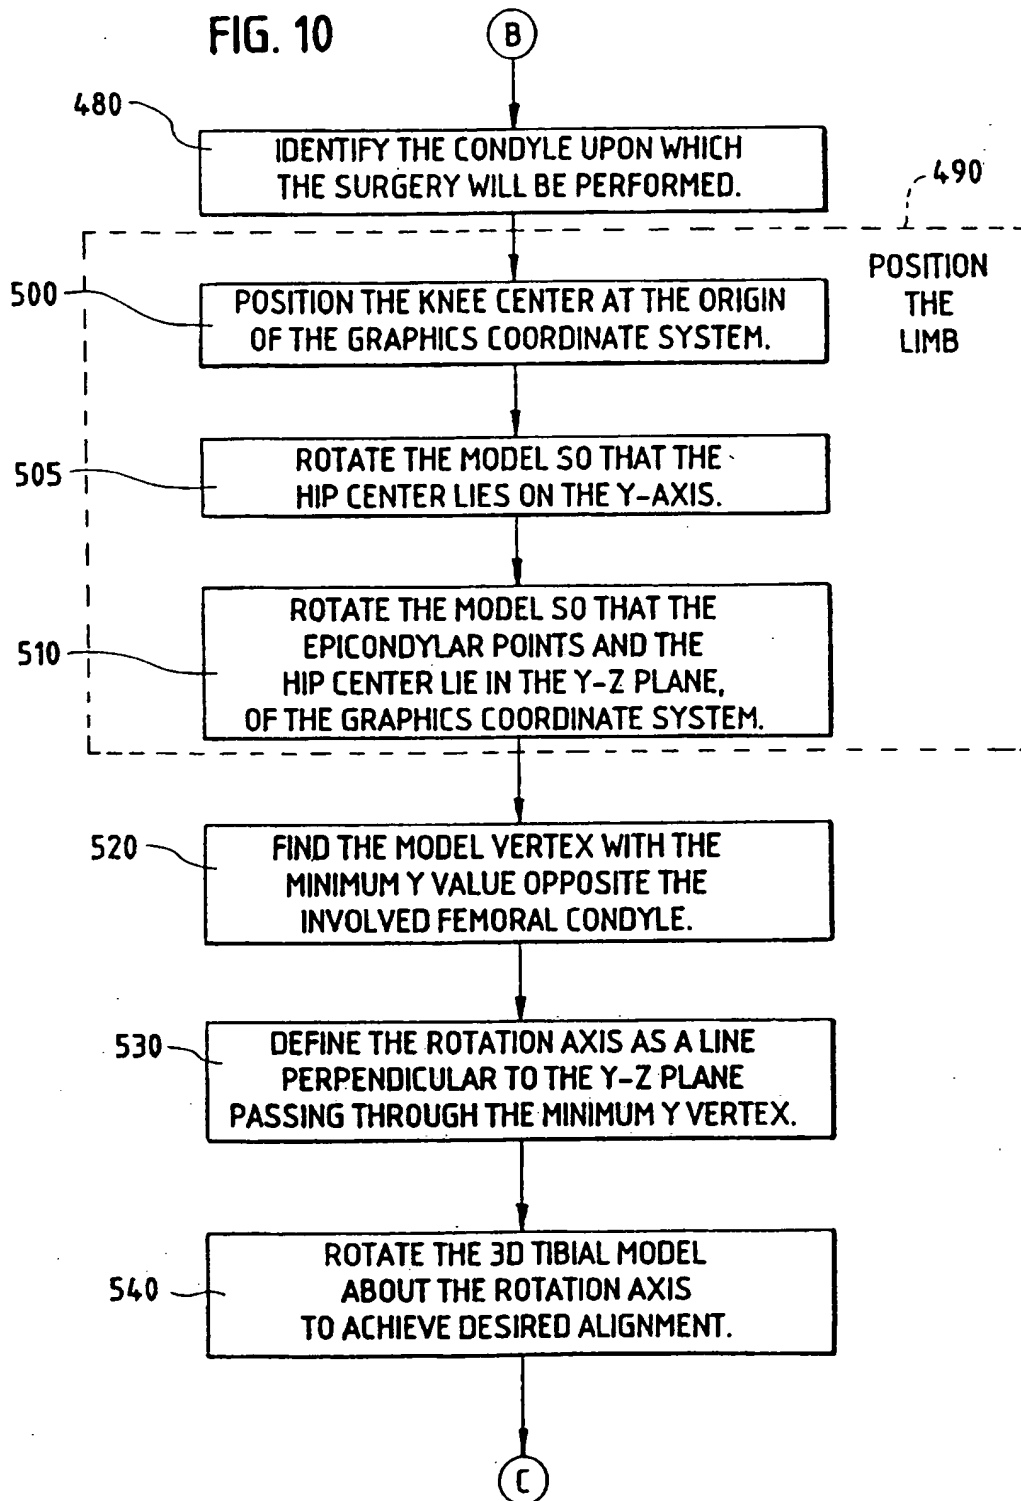 FIG. 10
B
480
IDENTIFY THE CONDYLE UPON WHICH
THE SURGERY WILL BE PERFORMED.
490
POSITION
THE
LIMB
500
POSITION THE KNEE CENTER AT THE ORIGIN
OF THE GRAPHICS COORDINATE SYSTEM.
505
ROTATE THE MODEL SO THAT THE
HIP CENTER LIES ON THE Y-AXIS.
510
ROTATE THE MODEL SO THAT THE
EPICONDYLAR POINTS AND THE
HIP CENTER LIE IN THE Y-Z PLANE,
OF THE GRAPHICS COORDINATE SYSTEM.
520
FIND THE MODEL VERTEX WITH THE
MINIMUM Y VALUE OPPOSITE THE
INVOLVED FEMORAL CONDYLE.
530
DEFINE THE ROTATION AXIS AS A LINE
PERPENDICULAR TO THE Y-Z PLANE
PASSING THROUGH THE MINIMUM Y VERTEX.
540
ROTATE THE 3D TIBIAL MODEL
ABOUT THE ROTATION AXIS
TO ACHIEVE DESIRED ALIGNMENT.
C